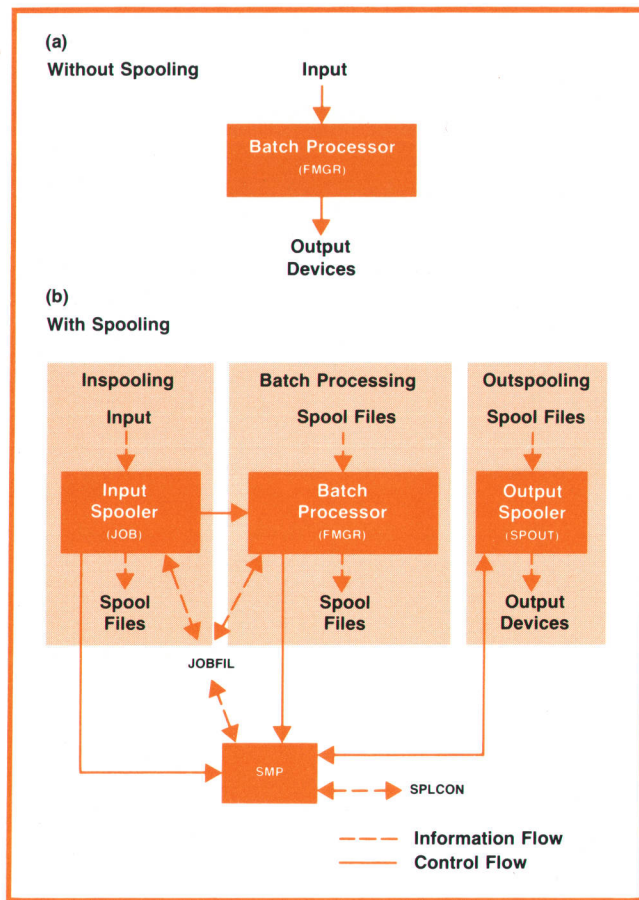 (a)
Without Spooling
Input
Batch Processor
(FMGR)
Output
Devices
(b)
With Spooling
Inspooling
Batch Processing
Outspooling
Input
Spool Files
Spool Files
Input
Spooler
(JOB)
Batch
Processor
(FMGR)
Output
Spooler
(SPOUT)
Spool
Files
Spool
Files
Output
Devices
JOBFIL
SMP
SPLCON
Information Flow
Control Flow